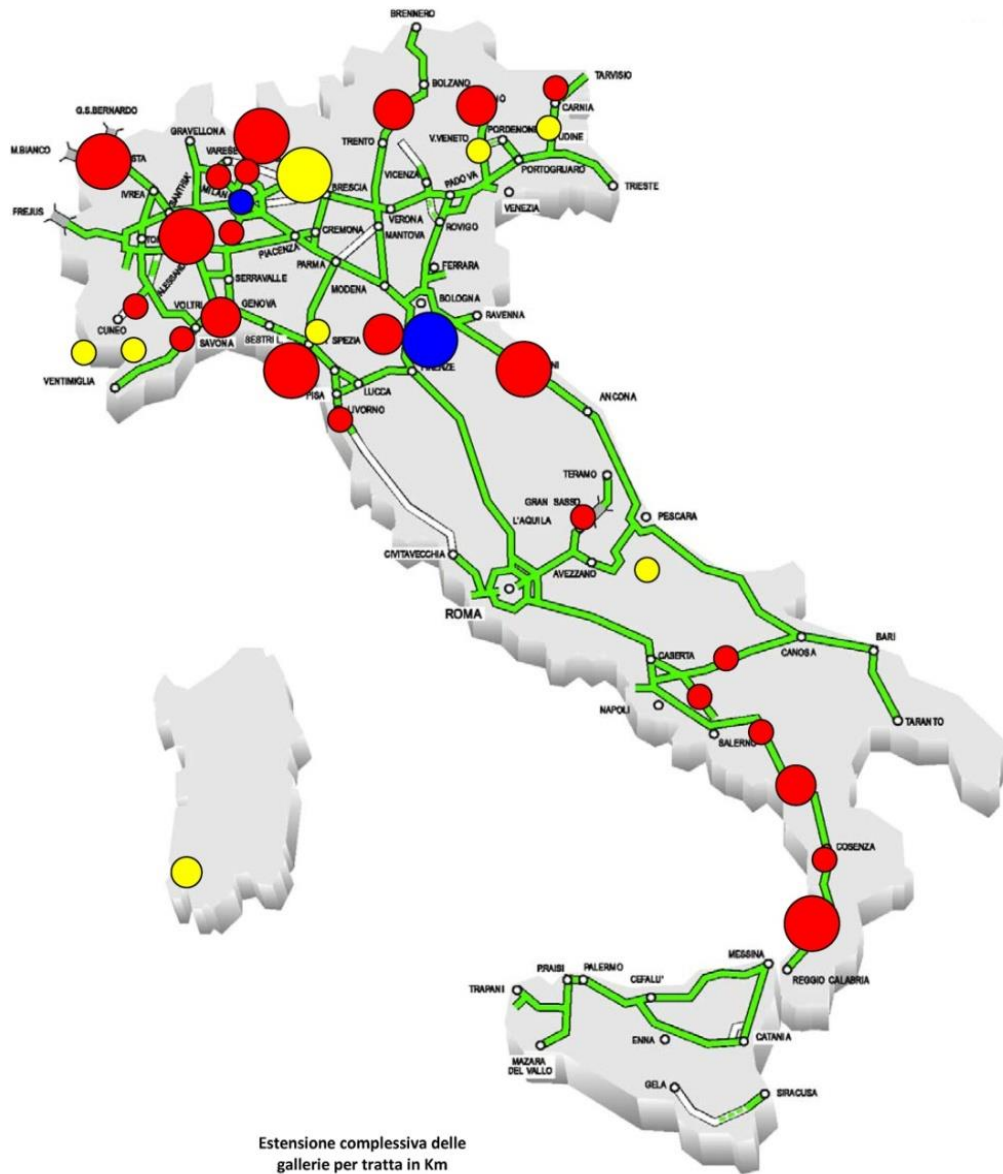 BRENNERO
TARVISIO
BOLZANO
G.S.BERNARDO
CARNIA
GRAVELLONA
PORDENON
M.BIANCO
TRENTO
V.VENETO
UDINE
VARESE
VICENZA
PADOVA
PORTOGRUARO
IVREA
SANTHIA'
MILAN
BRESCIA
TRIESTE
VENEZIA
FREJUS
VERONA
ROVIGO
CREMONA
MANTOVA
PIACENZA
PARMA
FERRARA
SERRAVALLE
MODENA
BOLOGNA
VOLTRI
GENOVA
RAVENNA
CUNEO
SAVONA
SPEZIA
VENTIMIGLIA
LUCCA
PISA
ANCONA
LIVORNO
TERAMO
GRAN SASSO
L'AQUILA
PESCARA
CIVITAVECCHIA
AVEZZANO
ROMA
CASERTA
CANOSA
BARI
NAPOLI
SALERNO
TARANTO
COSENZA
MESSINA
P.RAISI
PALERMO
CEFALU'
REGGIO CALABRIA
TRAPANI
ENNA
CATANIA
MAZARA
DEL VALLO
GELA
SIRACUSA
Estensione complessiva delle
gallerie per tratta in Km